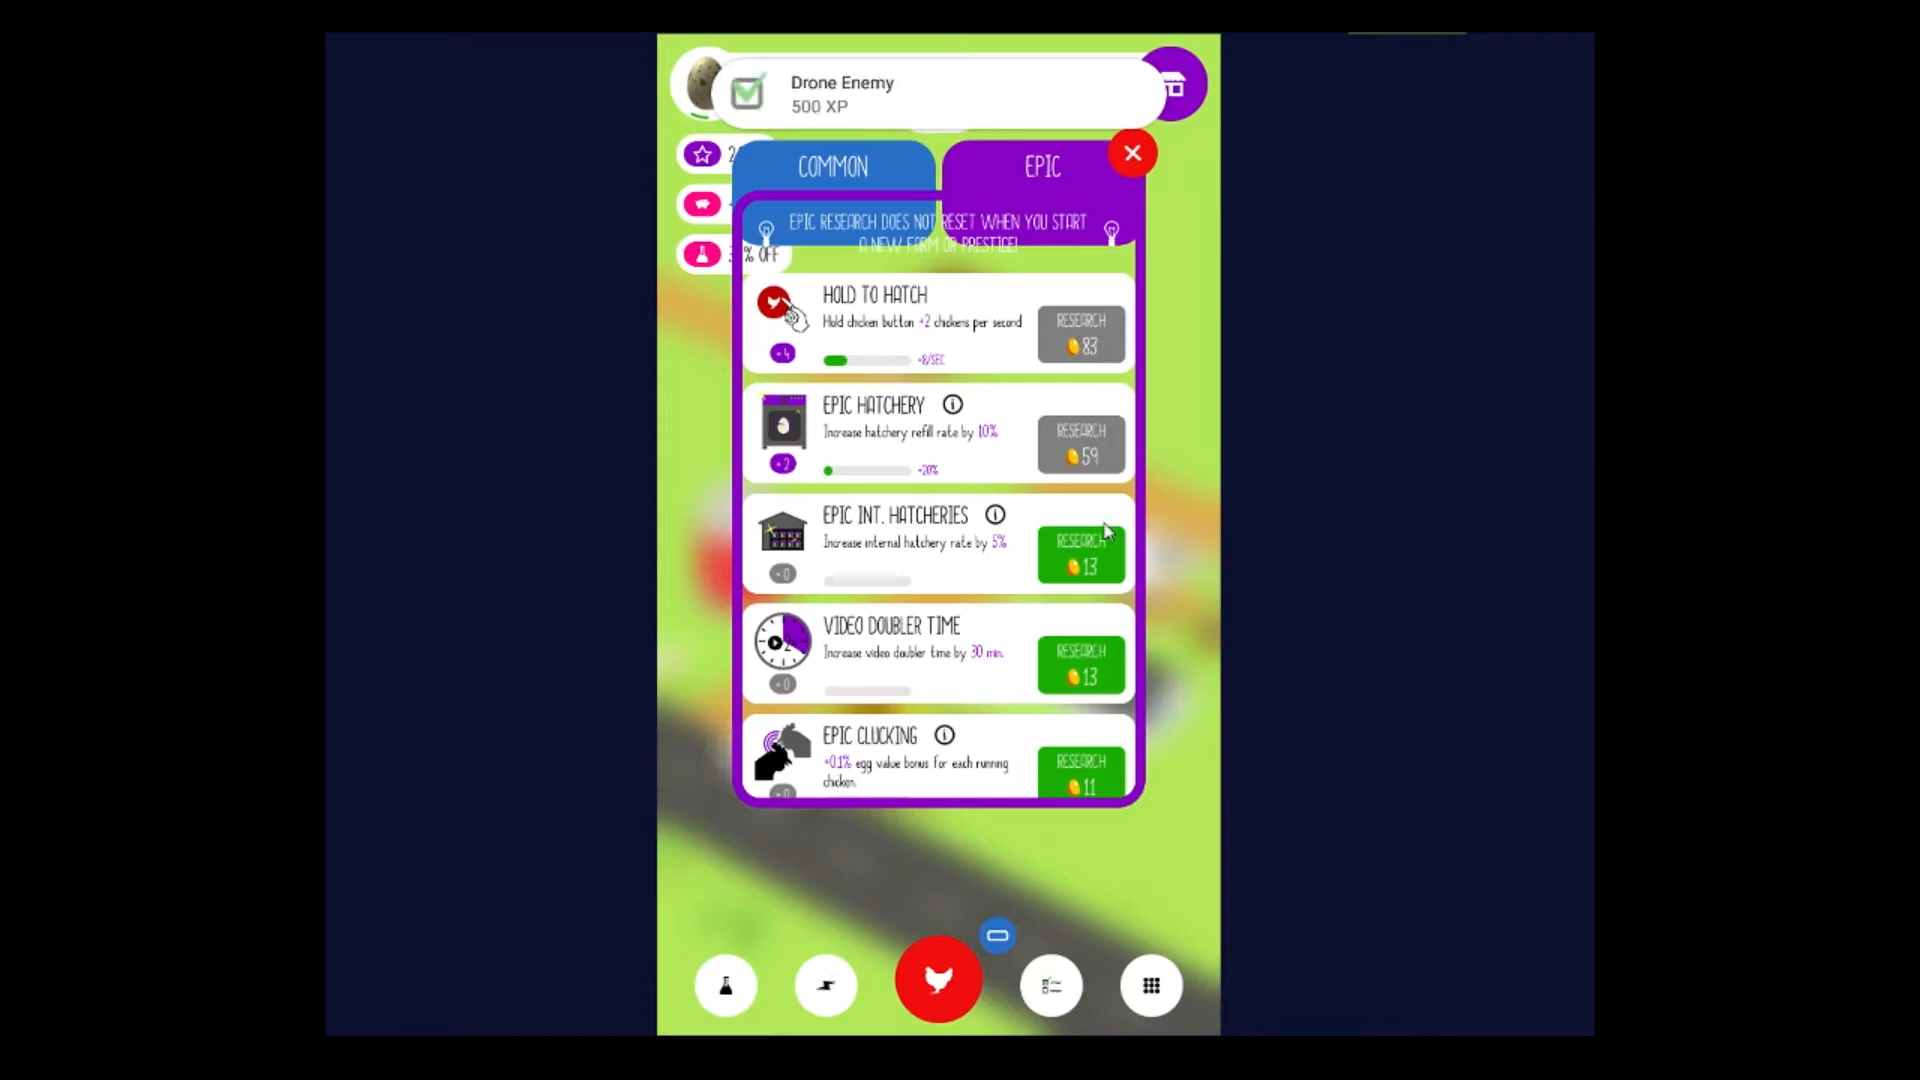 Drone Enemy
500 XP
COMMON
EPIC
EPIC RESEARCH DOES NOT RESET WHEN YOU START
A NEW FARM OR PRESTIGE!
% OFF
HOLD TO HATCH
Hold chicken button +2 chickens per second
RESEARCH
83
+8/SEC
EPIC HATCHERY
Increase hatchery refill rate by 10%
RESEARCH
59
+20%
EPIC INT. HATCHERIES
Increase internal hatchery rate by 5%
RESEARCH
13
VIDEO DOUBLER TIME
Increase video doubler time by 30 min.
RESEARCH
13
EPIC CLUCKING
+0.1% egg value bonus for each running
chicken.
RESEARCH
11